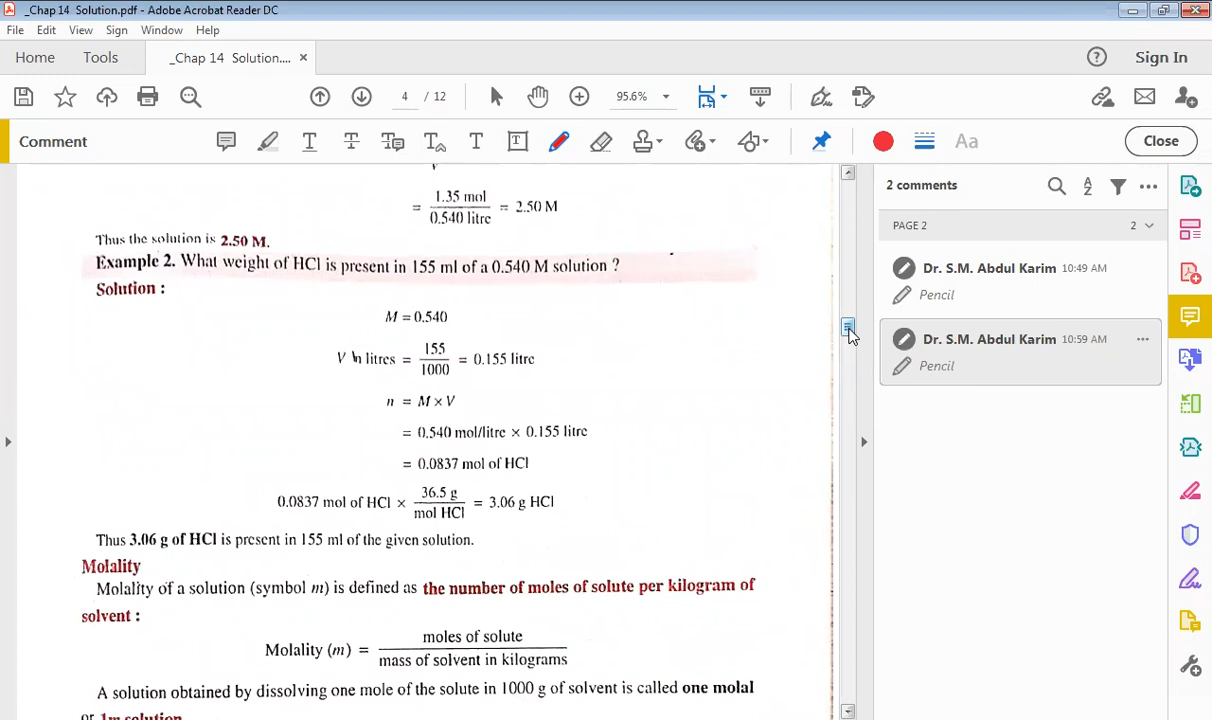 _Chap 14 Solution.pdf - Adobe Acrobat Reader DC
File Edit View Sign Window Help
Home Tools _Chap 14 Solution.... × Sign In
4 / 12 95.6%
Comment Aa Close
V
= 1.35 mol / 0.540 litre = 2.50 M
Thus the solution is 2.50 M.
Example 2. What weight of HCl is present in 155 ml of a 0.540 M solution ?
Solution :
M = 0.540
V in litres = 155 / 1000 = 0.155 litre
n = M × V
= 0.540 mol/litre × 0.155 litre
= 0.0837 mol of HCl
0.0837 mol of HCl × 36.5 g / mol HCl = 3.06 g HCl
Thus 3.06 g of HCl is present in 155 ml of the given solution.
Molality
Molality of a solution (symbol m) is defined as the number of moles of solute per kilogram of
solvent :
Molality (m) = moles of solute / mass of solvent in kilograms
A solution obtained by dissolving one mole of the solute in 1000 g of solvent is called one molal
or 1m solution.
2 comments
PAGE 2 2
Dr. S.M. Abdul Karim 10:49 AM
Pencil
Dr. S.M. Abdul Karim 10:59 AM
Pencil